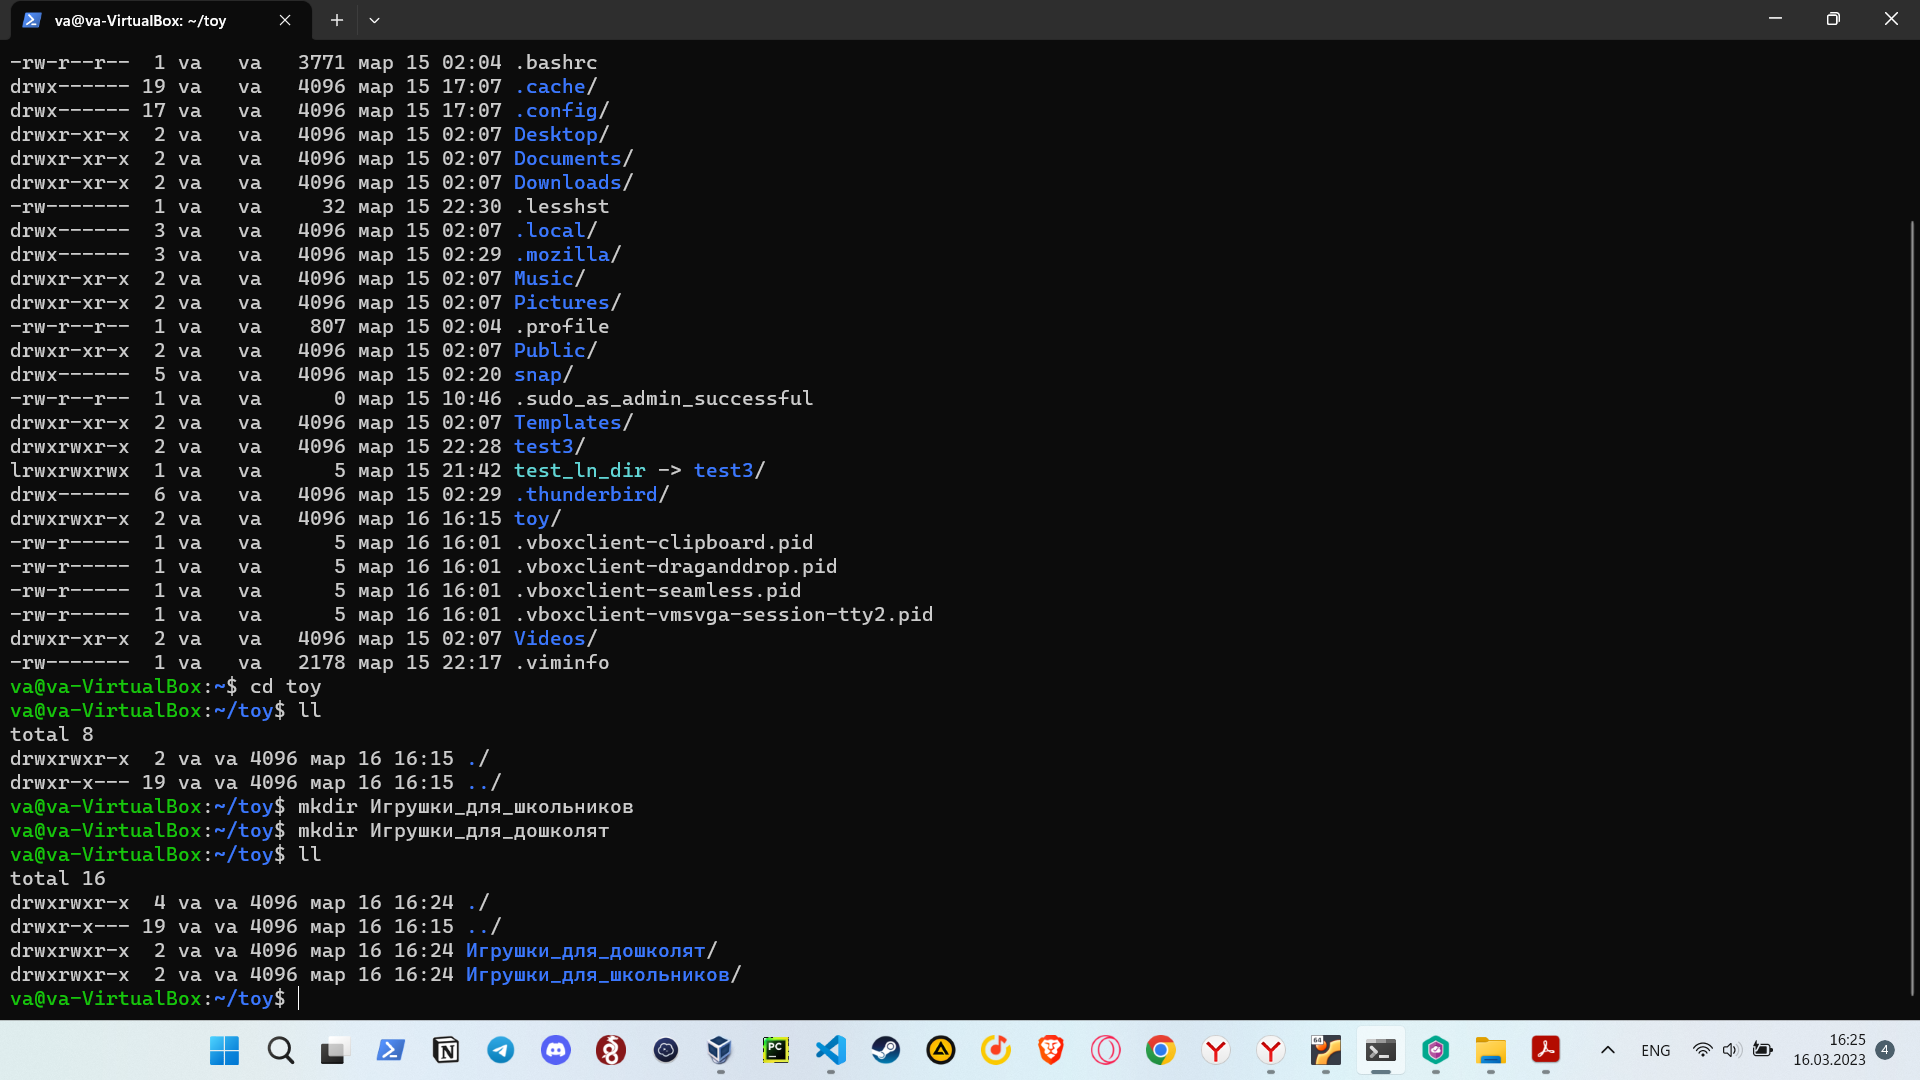 va@va-VirtualBox: ~/toy
-rw-r--r--  1 va   va   3771 мар 15 02:04 .bashrc
drwx------ 19 va   va   4096 мар 15 17:07 .cache/
drwx------ 17 va   va   4096 мар 15 17:07 .config/
drwxr-xr-x  2 va   va   4096 мар 15 02:07 Desktop/
drwxr-xr-x  2 va   va   4096 мар 15 02:07 Documents/
drwxr-xr-x  2 va   va   4096 мар 15 02:07 Downloads/
-rw-------  1 va   va     32 мар 15 22:30 .lesshst
drwx------  3 va   va   4096 мар 15 02:07 .local/
drwx------  3 va   va   4096 мар 15 02:29 .mozilla/
drwxr-xr-x  2 va   va   4096 мар 15 02:07 Music/
drwxr-xr-x  2 va   va   4096 мар 15 02:07 Pictures/
-rw-r--r--  1 va   va    807 мар 15 02:04 .profile
drwxr-xr-x  2 va   va   4096 мар 15 02:07 Public/
drwx------  5 va   va   4096 мар 15 02:20 snap/
-rw-r--r--  1 va   va      0 мар 15 10:46 .sudo_as_admin_successful
drwxr-xr-x  2 va   va   4096 мар 15 02:07 Templates/
drwxrwxr-x  2 va   va   4096 мар 15 22:28 test3/
lrwxrwxrwx  1 va   va      5 мар 15 21:42 test_ln_dir -> test3/
drwx------  6 va   va   4096 мар 15 02:29 .thunderbird/
drwxrwxr-x  2 va   va   4096 мар 16 16:15 toy/
-rw-r-----  1 va   va      5 мар 16 16:01 .vboxclient-clipboard.pid
-rw-r-----  1 va   va      5 мар 16 16:01 .vboxclient-draganddrop.pid
-rw-r-----  1 va   va      5 мар 16 16:01 .vboxclient-seamless.pid
-rw-r-----  1 va   va      5 мар 16 16:01 .vboxclient-vmsvga-session-tty2.pid
drwxr-xr-x  2 va   va   4096 мар 15 02:07 Videos/
-rw-------  1 va   va   2178 мар 15 22:17 .viminfo
va@va-VirtualBox:~$ cd toy
va@va-VirtualBox:~/toy$ ll
total 8
drwxrwxr-x  2 va va 4096 мар 16 16:15 ./
drwxr-x--- 19 va va 4096 мар 16 16:15 ../
va@va-VirtualBox:~/toy$ mkdir Игрушки_для_школьников
va@va-VirtualBox:~/toy$ mkdir Игрушки_для_дошколят
va@va-VirtualBox:~/toy$ ll
total 16
drwxrwxr-x  4 va va 4096 мар 16 16:24 ./
drwxr-x--- 19 va va 4096 мар 16 16:15 ../
drwxrwxr-x  2 va va 4096 мар 16 16:24 Игрушки_для_дошколят/
drwxrwxr-x  2 va va 4096 мар 16 16:24 Игрушки_для_школьников/
va@va-VirtualBox:~/toy$
PC
64
ENG
16:25
16.03.2023
4